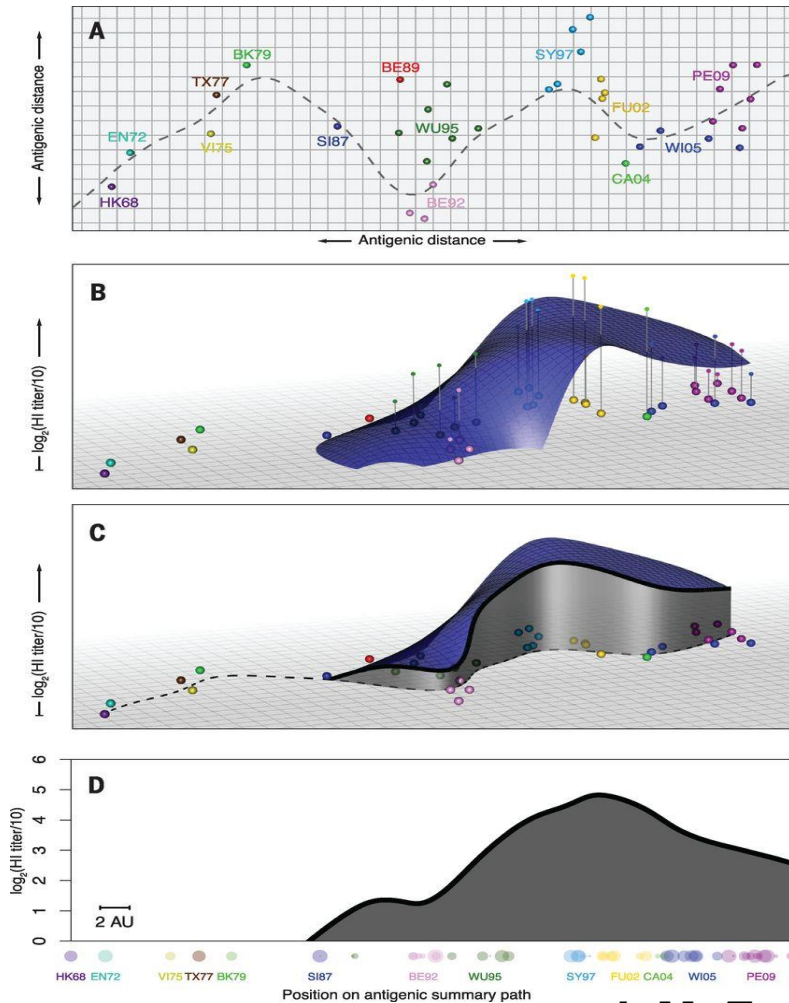 A
BK79
TX77
EN72
VI75
HK68
BE89
WU95
SI87
BE92
SY97
FU02
CA04
WI05
PE09
Antigenic distance
Antigenic distance
B
log2(HI titer/10)
C
log2(HI titer/10)
D
log2(HI titer/10)
6
5
4
3
2
1
0
2 AU
HK68 EN72 VI75 TX77 BK79 SI87 BE92 WU95 SY97 FU02 CA04 WI05 PE09
Position on antigenic summary path